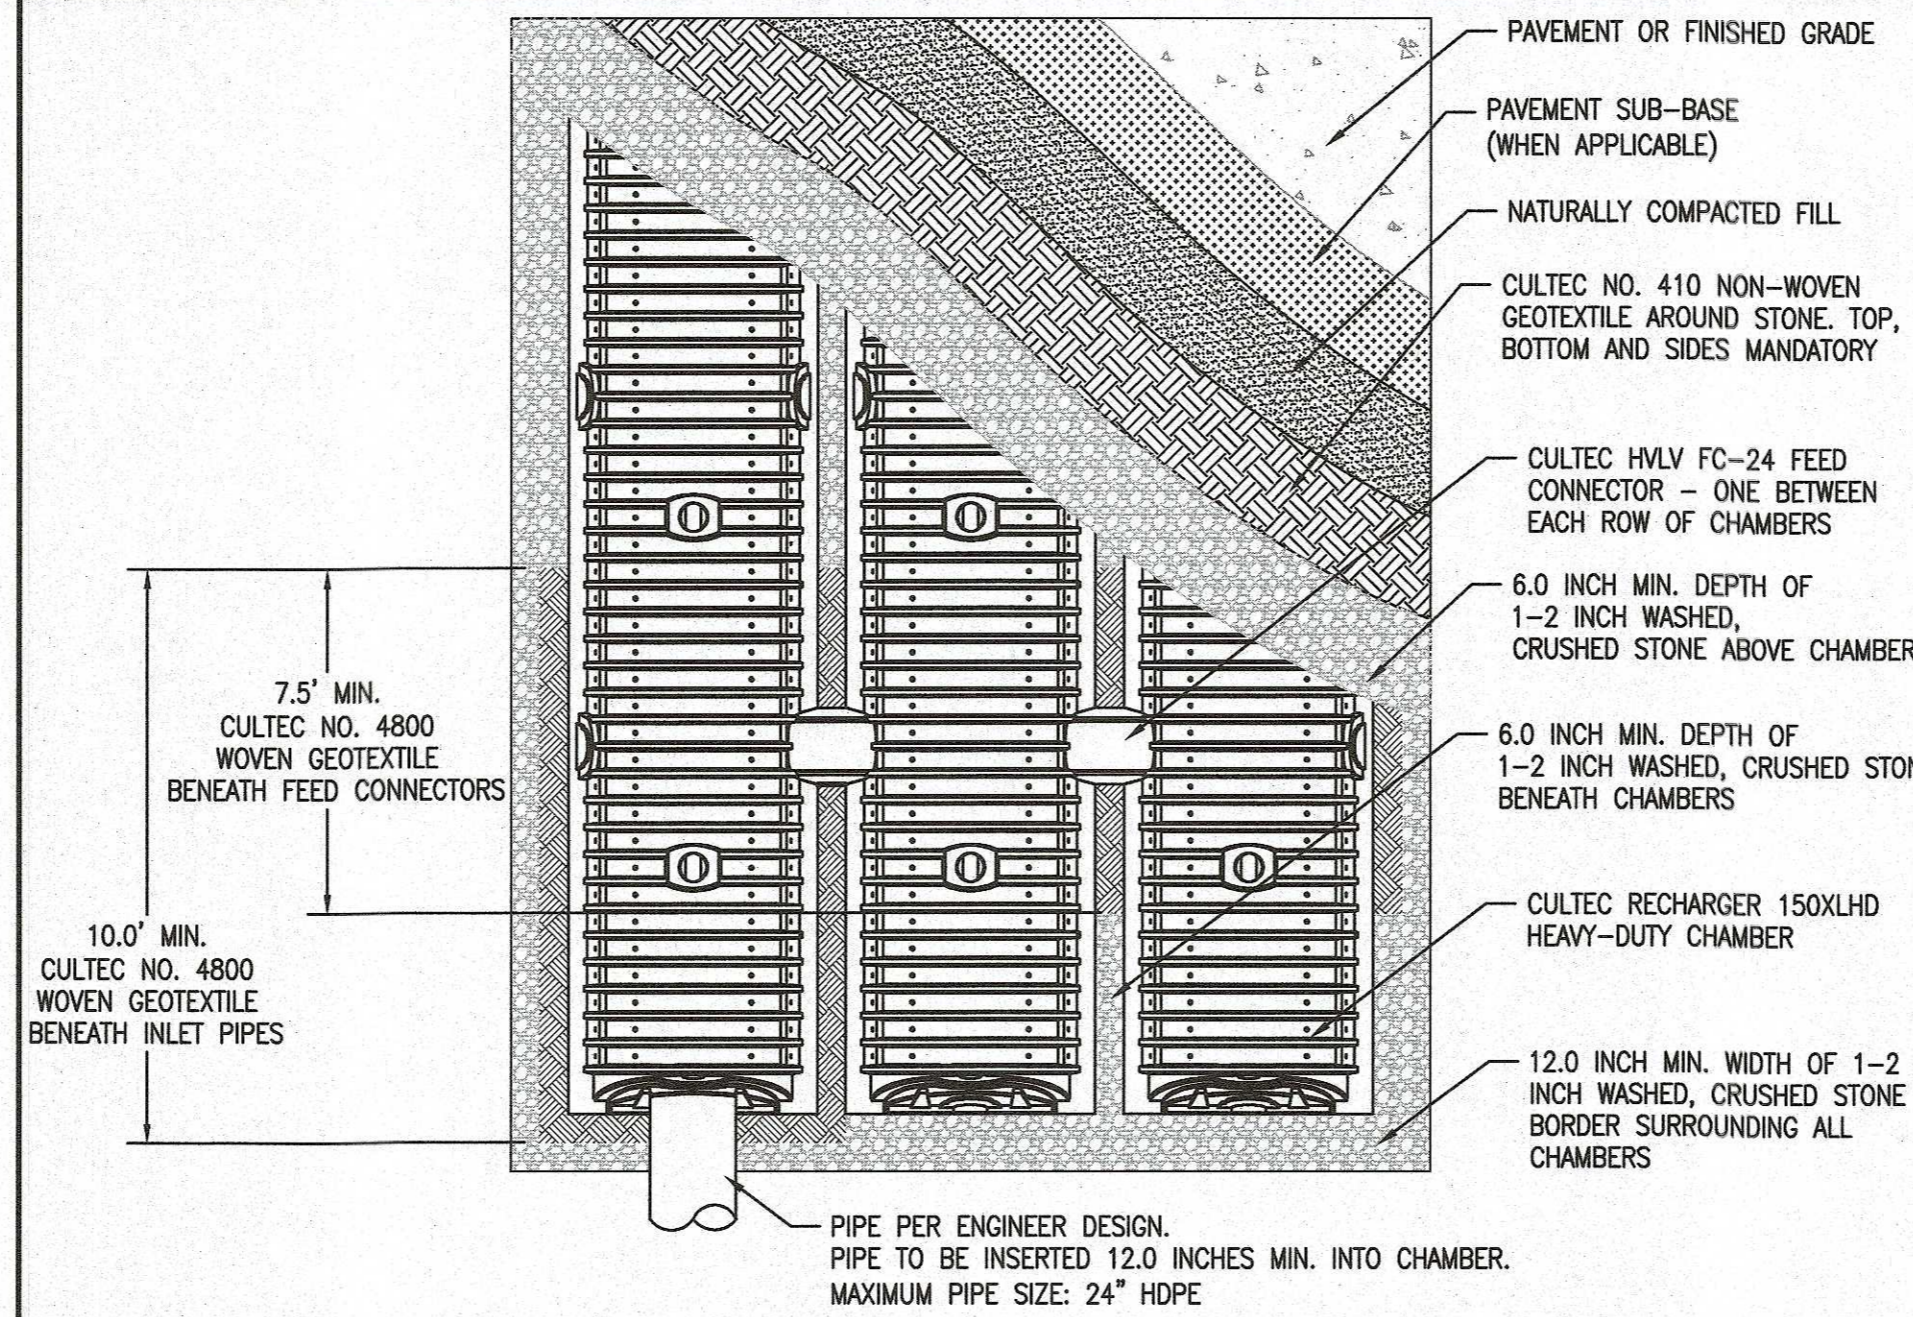 PAVEMENT OR FINISHED GRADE
PAVEMENT SUB-BASE
(WHEN APPLICABLE)
NATURALLY COMPACTED FILL
CULTEC NO. 410 NON-WOVEN
GEOTEXTILE AROUND STONE. TOP,
BOTTOM AND SIDES MANDATORY
CULTEC HVLV FC-24 FEED
CONNECTOR - ONE BETWEEN
EACH ROW OF CHAMBERS
6.0 INCH MIN. DEPTH OF
1-2 INCH WASHED,
CRUSHED STONE ABOVE CHAMBER
6.0 INCH MIN. DEPTH OF
1-2 INCH WASHED, CRUSHED STON
BENEATH CHAMBERS
CULTEC RECHARGER 150XLHD
HEAVY-DUTY CHAMBER
12.0 INCH MIN. WIDTH OF 1-2
INCH WASHED, CRUSHED STONE
BORDER SURROUNDING ALL
CHAMBERS
7.5' MIN.
CULTEC NO. 4800
WOVEN GEOTEXTILE
BENEATH FEED CONNECTORS
10.0' MIN.
CULTEC NO. 4800
WOVEN GEOTEXTILE
BENEATH INLET PIPES
PIPE PER ENGINEER DESIGN.
PIPE TO BE INSERTED 12.0 INCHES MIN. INTO CHAMBER.
MAXIMUM PIPE SIZE: 24" HDPE